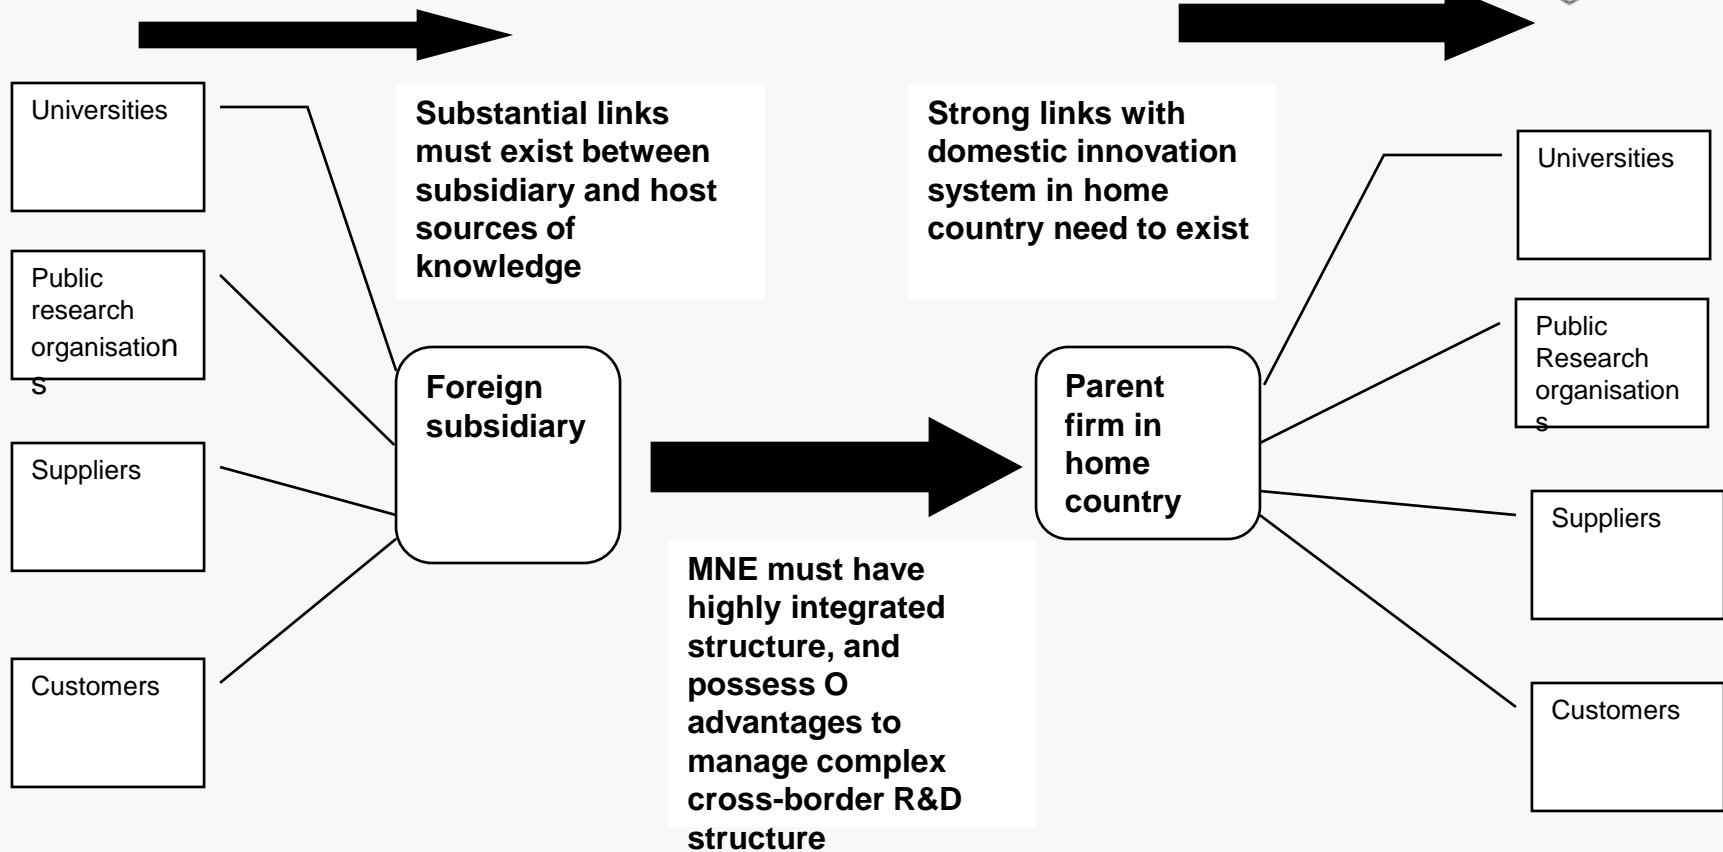 Universities
Public
research
organisation
s
Suppliers
Customers
Substantial links
must exist between
subsidiary and host
sources of
knowledge
Foreign
subsidiary
MNE must have
highly integrated
structure, and
possess O
advantages to
manage complex
cross-border R&D
structure
Strong links with
domestic innovation
system in home
country need to exist
Parent
firm in
home
country
Universities
Public
Research
organisation
s
Suppliers
Customers